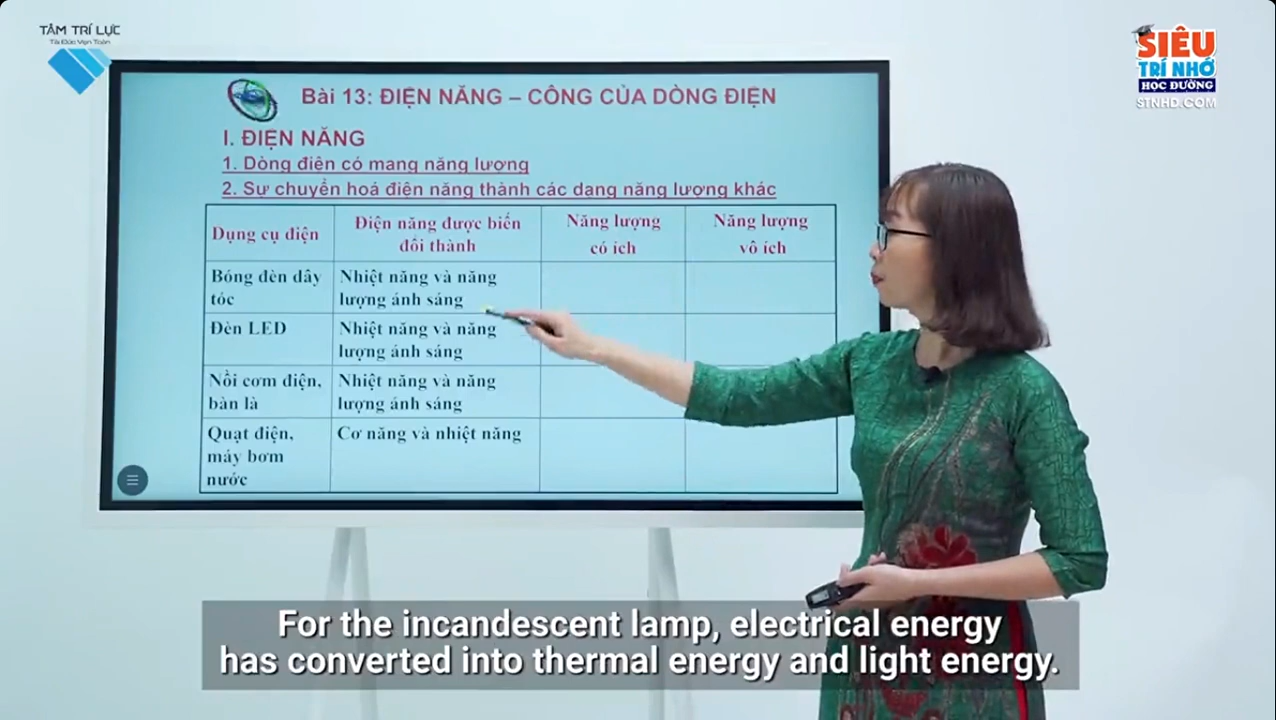 TÂM TRÍ LỰC
Tài Đức Vẹn Toàn
SIÊU
TRÍ NHỚ
HỌC ĐƯỜNG
STNHD.COM
Bài 13: ĐIỆN NĂNG – CÔNG CỦA DÒNG ĐIỆN
I. ĐIỆN NĂNG
1. Dòng điện có mang năng lượng
2. Sự chuyển hoá điện năng thành các dạng năng lượng khác
Dụng cụ điện
Điện năng được biến
đổi thành
Năng lượng
có ích
Năng lượng
vô ích
Bóng đèn dây
tóc
Nhiệt năng và năng
lượng ánh sáng
Đèn LED
Nhiệt năng và năng
lượng ánh sáng
Nồi cơm điện,
bàn là
Nhiệt năng và năng
lượng ánh sáng
Quạt điện,
máy bơm
nước
Cơ năng và nhiệt năng
For the incandescent lamp, electrical energy
has converted into thermal energy and light energy.